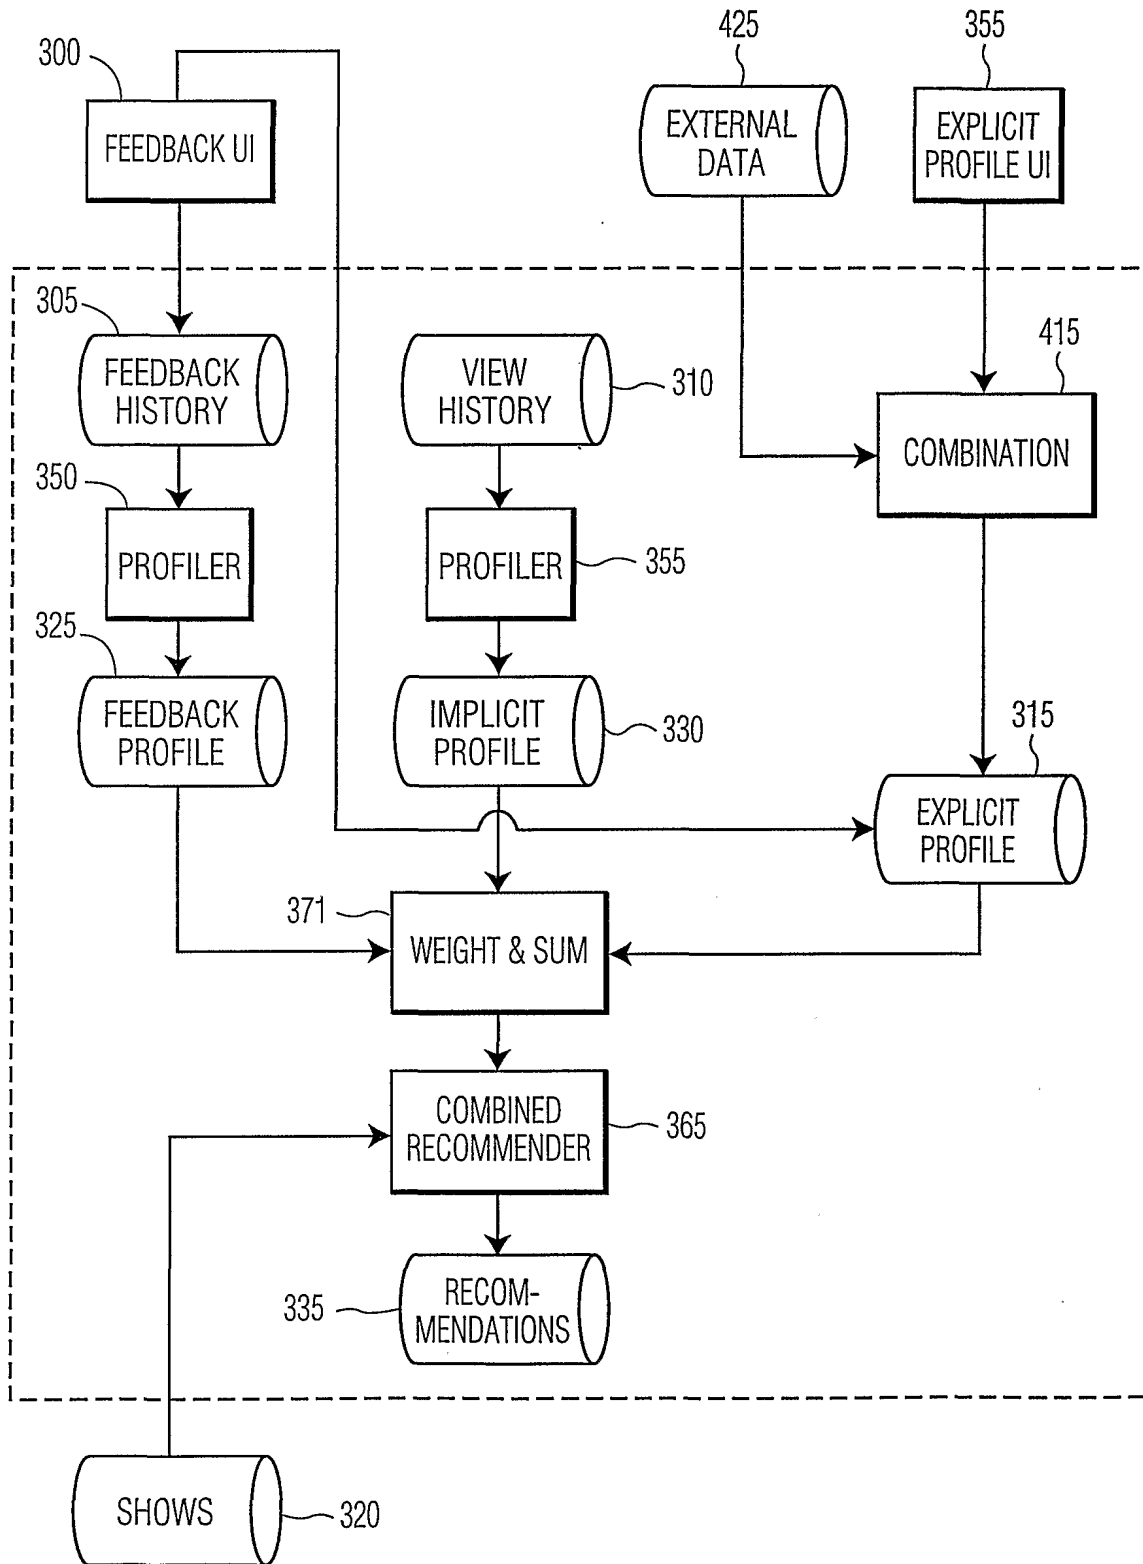 425
355
300
FEEDBACK UI
EXTERNAL
DATA
EXPLICIT
PROFILE UI
305
FEEDBACK
HISTORY
VIEW
HISTORY
310
415
COMBINATION
350
PROFILER
PROFILER
355
325
FEEDBACK
PROFILE
IMPLICIT
PROFILE
330
315
EXPLICIT
PROFILE
371
WEIGHT & SUM
COMBINED
RECOMMENDER
365
335
RECOM-
MENDATIONS
SHOWS
320